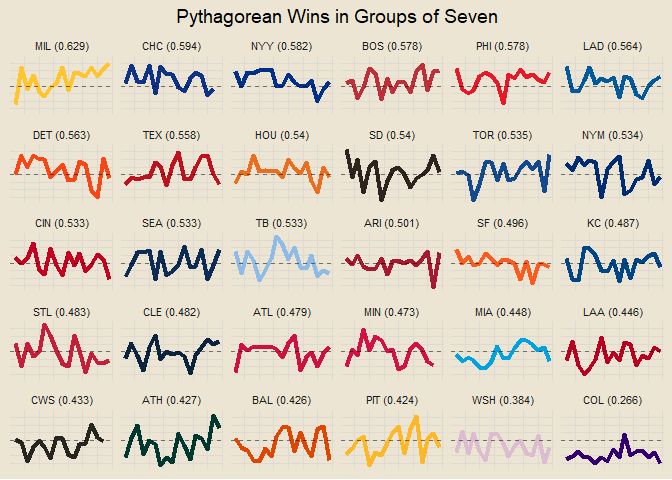 Pythagorean Wins in Groups of Seven
MIL (0.629) CHC (0.594) NYY (0.582) BOS (0.578) PHI (0.578) LAD (0.564)
DET (0.563) TEX (0.558) HOU (0.54) SD (0.54) TOR (0.535) NYM (0.534)
CIN (0.533) SEA (0.533) TB (0.533) ARI (0.501) SF (0.496) KC (0.487)
STL (0.483) CLE (0.482) ATL (0.479) MIN (0.473) MIA (0.448) LAA (0.446)
CWS (0.433) ATH (0.427) BAL (0.426) PIT (0.424) WSH (0.384) COL (0.266)